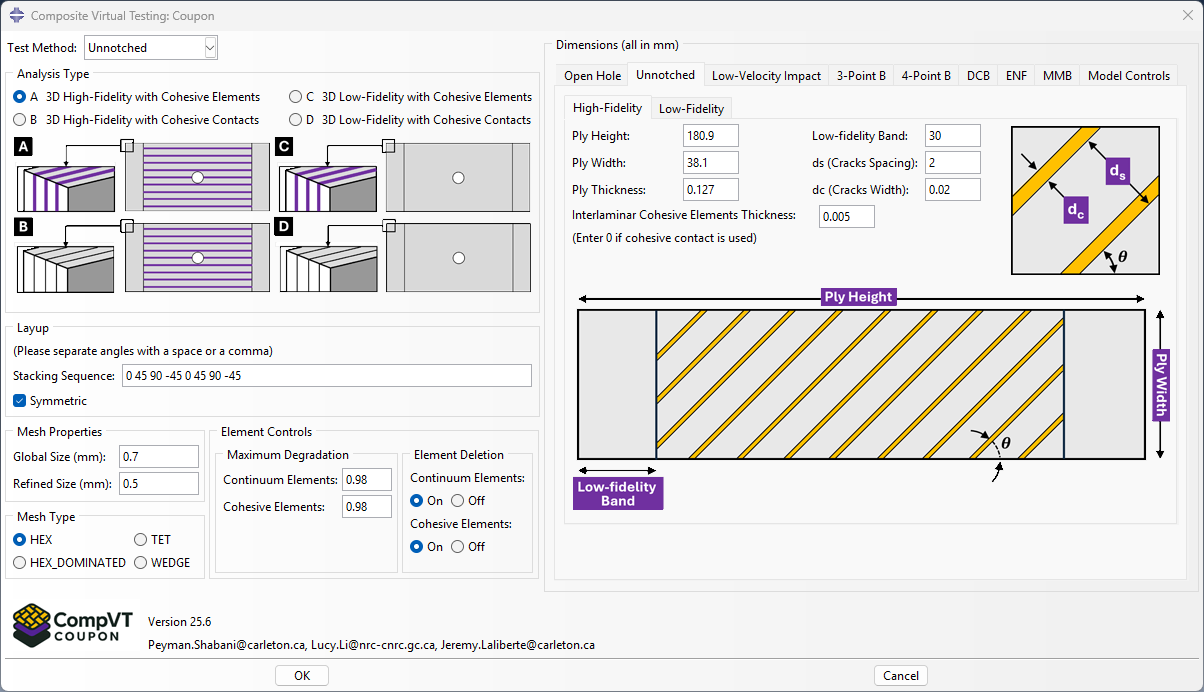 Composite Virtual Testing: Coupon
Test Method: Unnotched
Analysis Type
A 3D High-Fidelity with Cohesive Elements
C 3D Low-Fidelity with Cohesive Elements
B 3D High-Fidelity with Cohesive Contacts
D 3D Low-Fidelity with Cohesive Contacts
A
C
B
D
Layup
(Please separate angles with a space or a comma)
Stacking Sequence: 0 45 90 -45 0 45 90 -45
Symmetric
Mesh Properties
Global Size (mm): 0.7
Refined Size (mm): 0.5
Mesh Type
HEX TET
HEX_DOMINATED WEDGE
Element Controls
Maximum Degradation
Continuum Elements: 0.98
Cohesive Elements: 0.98
Element Deletion
Continuum Elements:
On Off
Cohesive Elements:
On Off
Dimensions (all in mm)
Open Hole Unnotched Low-Velocity Impact 3-Point B 4-Point B DCB ENF MMB Model Controls
High-Fidelity Low-Fidelity
Ply Height: 180.9
Ply Width: 38.1
Ply Thickness: 0.127
Interlaminar Cohesive Elements Thickness: 0.005
(Enter 0 if cohesive contact is used)
Low-fidelity Band: 30
ds (Cracks Spacing): 2
dc (Cracks Width): 0.02
ds
dc
θ
Ply Height
Ply Width
θ
Low-fidelity
Band
CompVT
COUPON
Version 25.6
Peyman.Shabani@carleton.ca, Lucy.Li@nrc-cnrc.gc.ca, Jeremy.Laliberte@carleton.ca
OK
Cancel